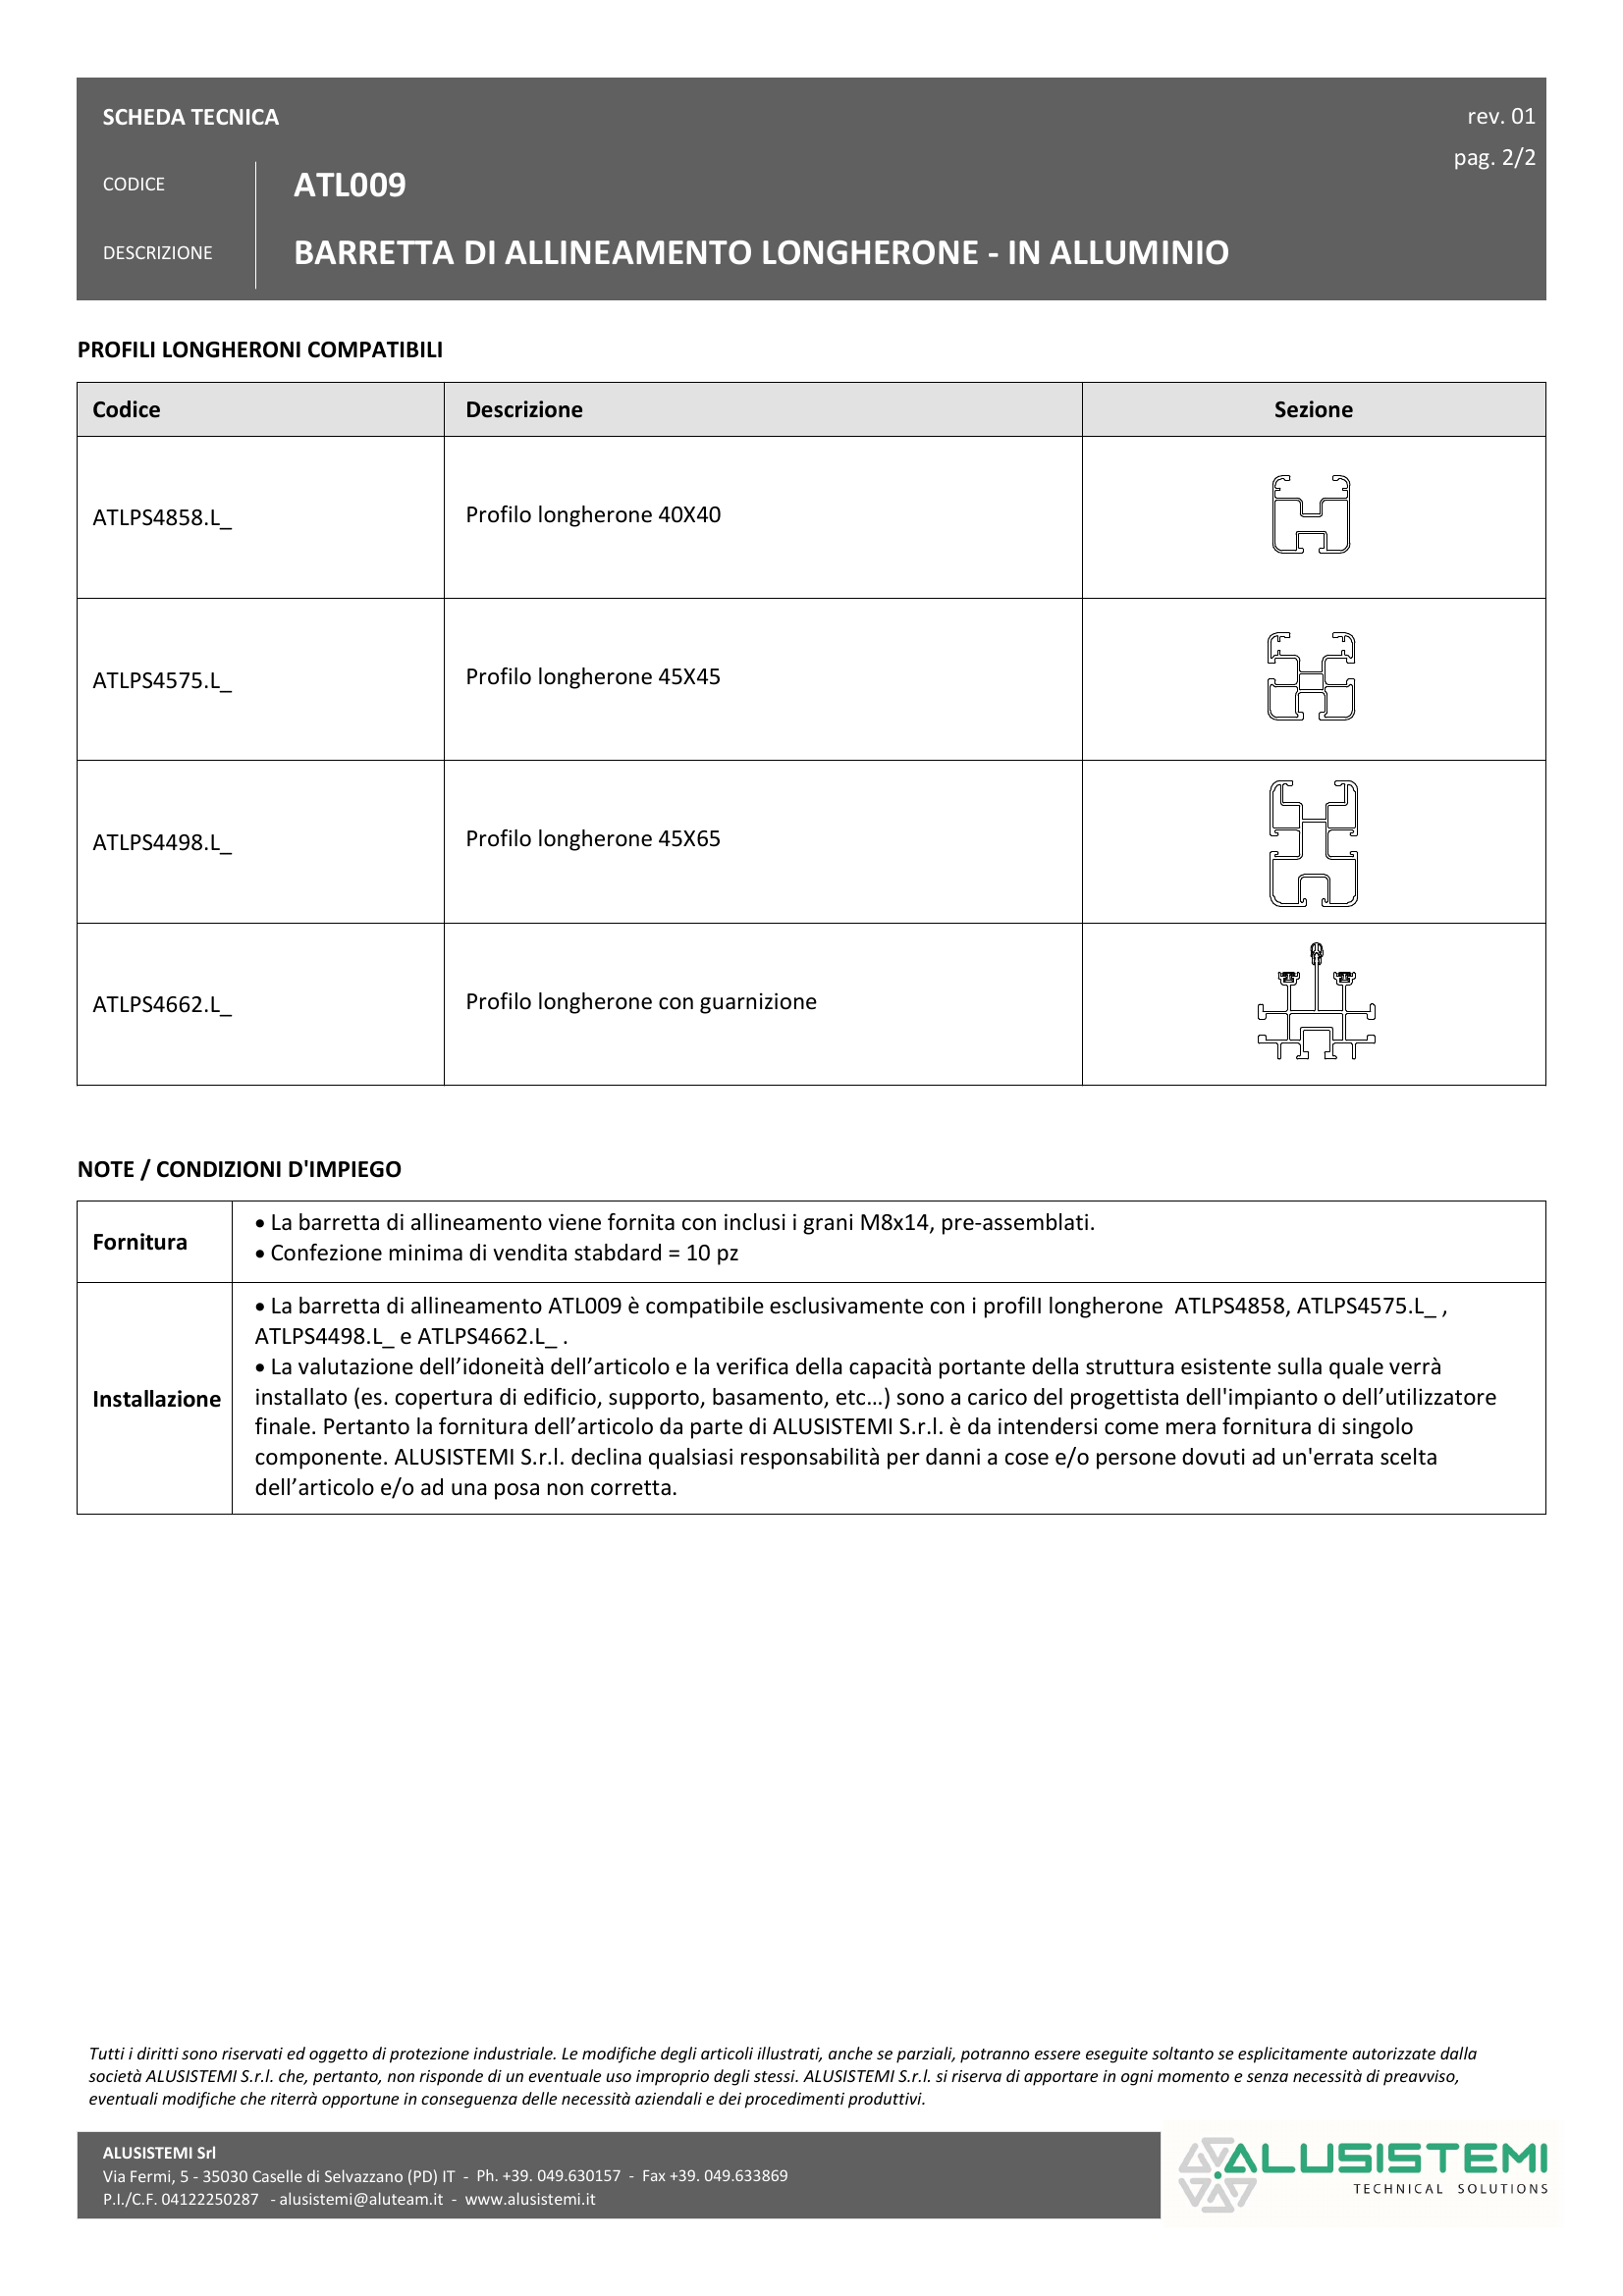 SCHEDA TECNICA
rev. 01
pag. 2/2
CODICE
ATL009
DESCRIZIONE
BARRETTA DI ALLINEAMENTO LONGHERONE - IN ALLUMINIO
PROFILI LONGHERONI COMPATIBILI
Codice Descrizione Sezione
ATLPS4858.L_ Profilo longherone 40X40
ATLPS4575.L_ Profilo longherone 45X45
ATLPS4498.L_ Profilo longherone 45X65
ATLPS4662.L_ Profilo longherone con guarnizione
NOTE / CONDIZIONI D'IMPIEGO
Fornitura
• La barretta di allineamento viene fornita con inclusi i grani M8x14, pre-assemblati.
• Confezione minima di vendita stabdard = 10 pz
Installazione
• La barretta di allineamento ATL009 è compatibile esclusivamente con i profilI longherone  ATLPS4858, ATLPS4575.L_ ,
ATLPS4498.L_ e ATLPS4662.L_ .
• La valutazione dell’idoneità dell’articolo e la verifica della capacità portante della struttura esistente sulla quale verrà
installato (es. copertura di edificio, supporto, basamento, etc…) sono a carico del progettista dell'impianto o dell’utilizzatore
finale. Pertanto la fornitura dell’articolo da parte di ALUSISTEMI S.r.l. è da intendersi come mera fornitura di singolo
componente. ALUSISTEMI S.r.l. declina qualsiasi responsabilità per danni a cose e/o persone dovuti ad un'errata scelta
dell’articolo e/o ad una posa non corretta.
Tutti i diritti sono riservati ed oggetto di protezione industriale. Le modifiche degli articoli illustrati, anche se parziali, potranno essere eseguite soltanto se esplicitamente autorizzate dalla
società ALUSISTEMI S.r.l. che, pertanto, non risponde di un eventuale uso improprio degli stessi. ALUSISTEMI S.r.l. si riserva di apportare in ogni momento e senza necessità di preavviso,
eventuali modifiche che riterrà opportune in conseguenza delle necessità aziendali e dei procedimenti produttivi.
ALUSISTEMI Srl
Via Fermi, 5 - 35030 Caselle di Selvazzano (PD) IT  -  Ph. +39. 049.630157  -  Fax +39. 049.633869
P.I./C.F. 04122250287   - alusistemi@aluteam.it  -  www.alusistemi.it
ALUSISTEMI
TECHNICAL SOLUTIONS